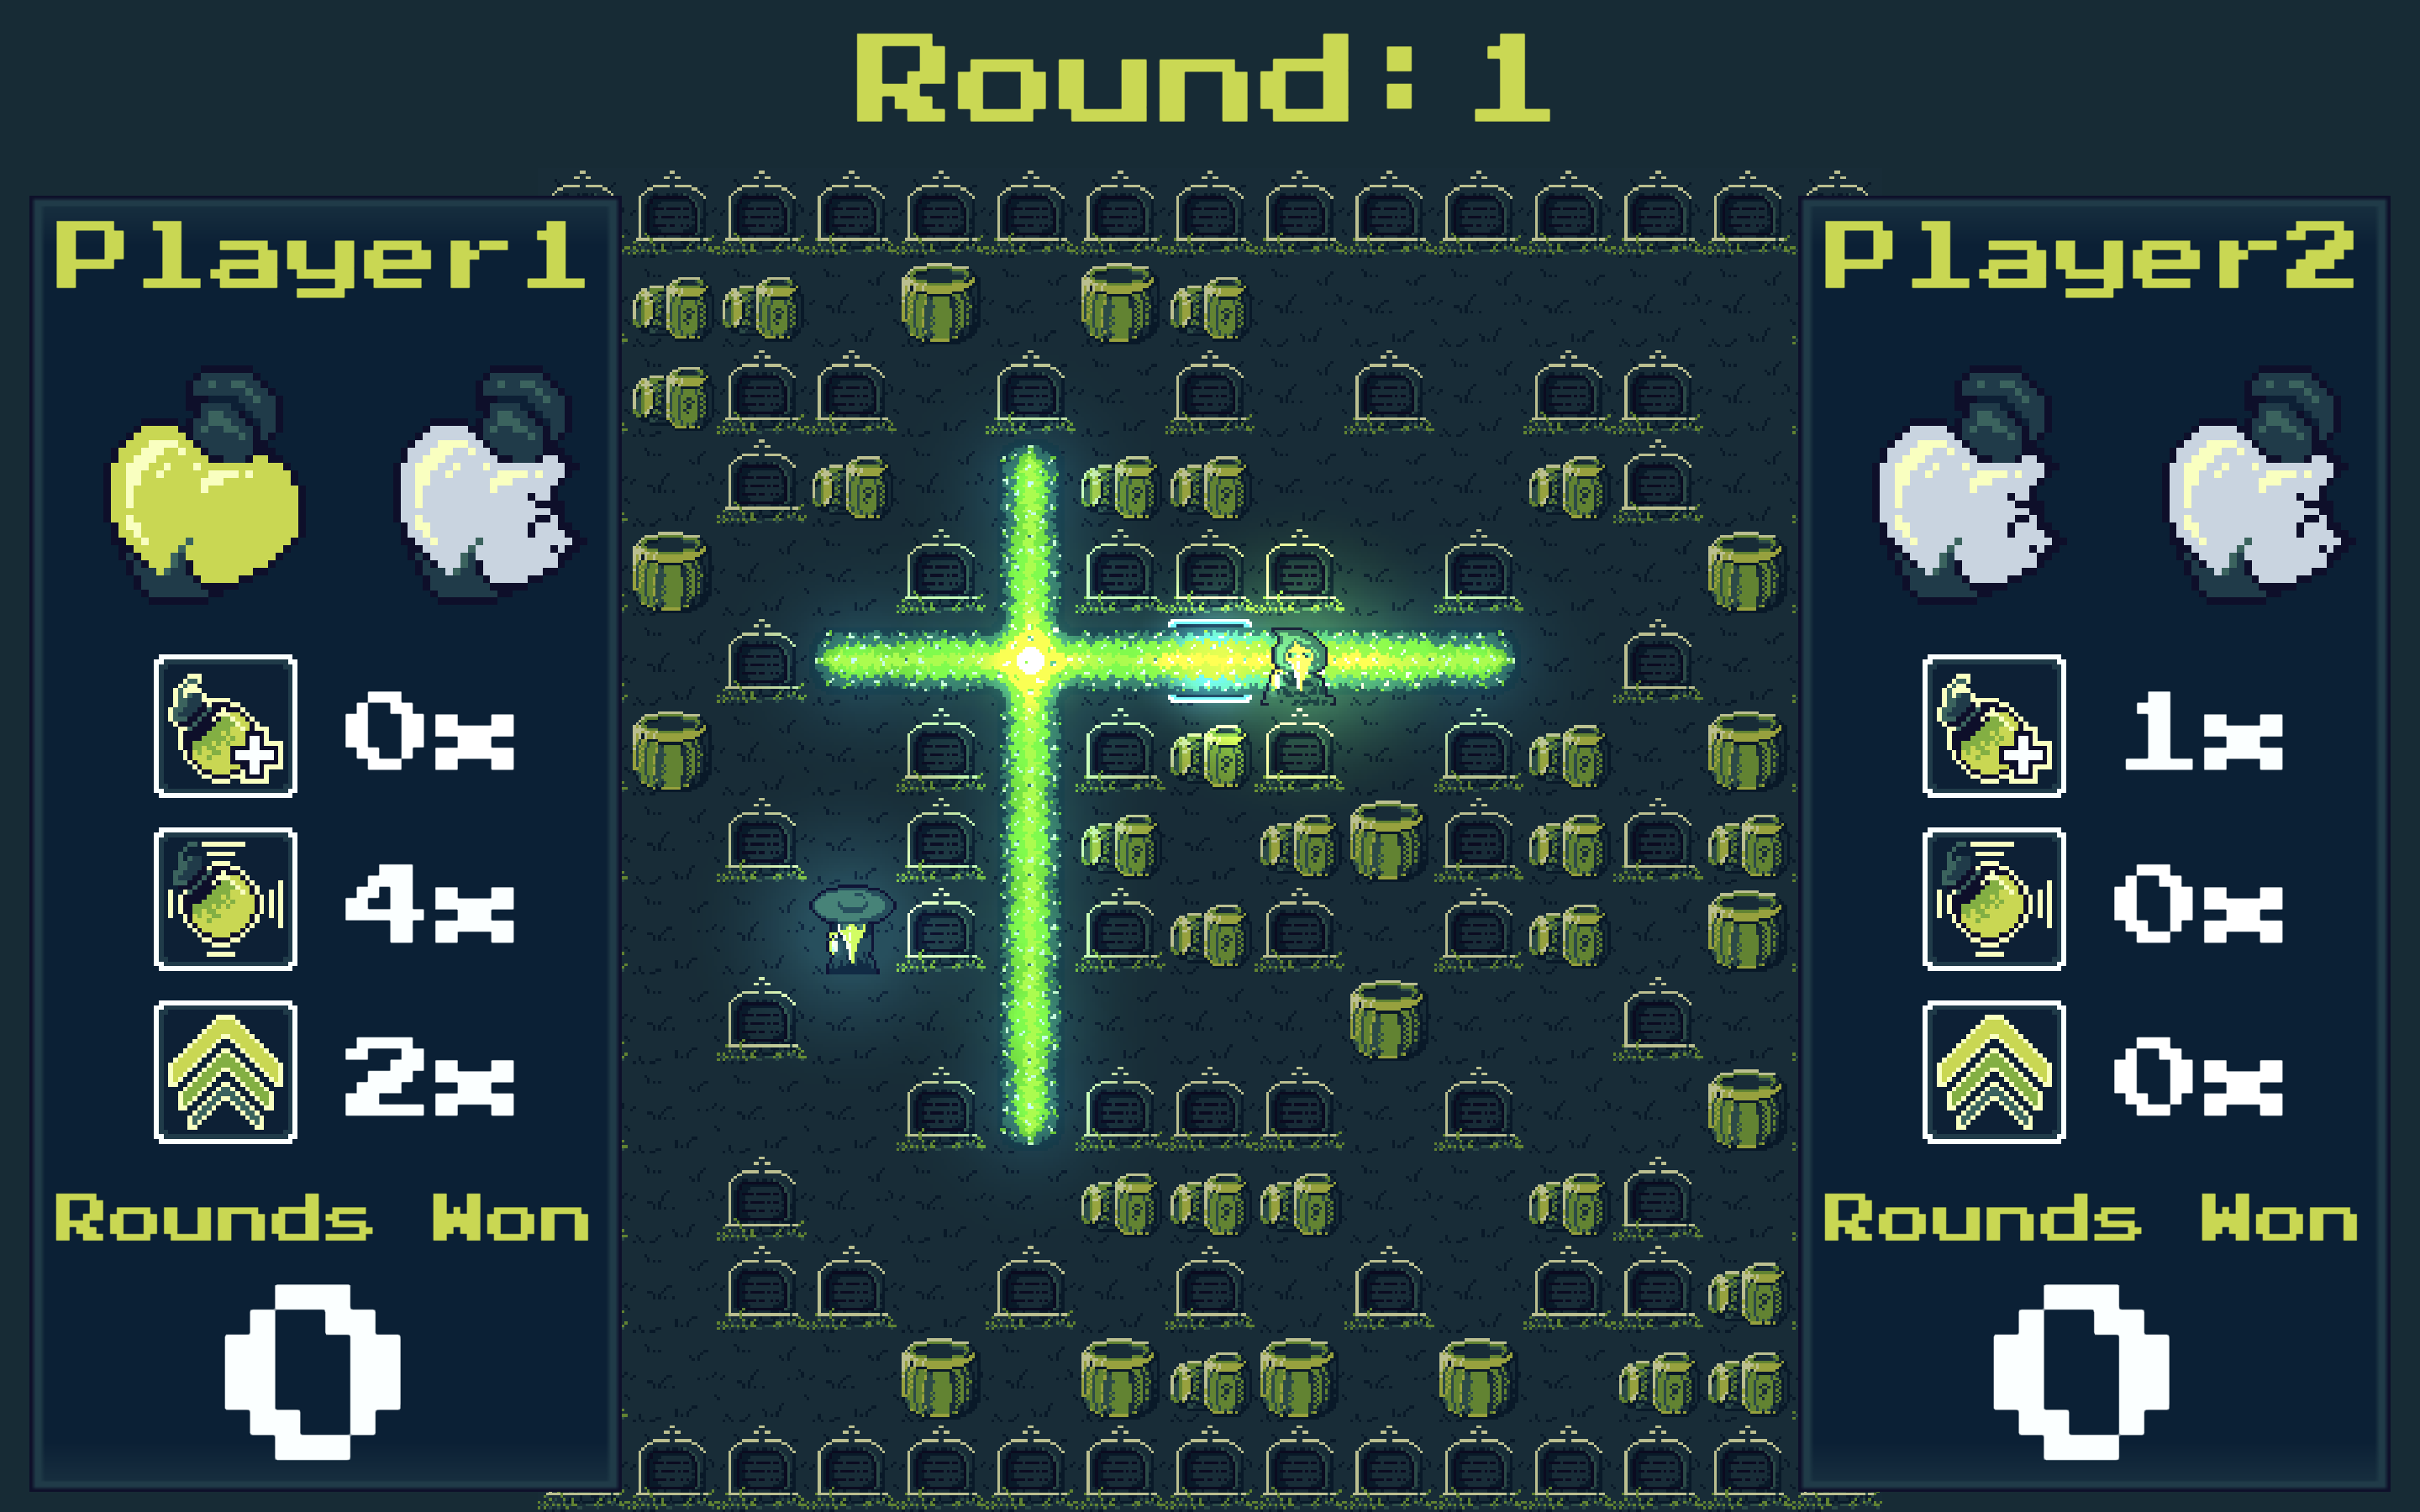 Round: 1
Player1
0x
4x
2x
Rounds Won
0
Player2
1x
0x
0x
Rounds Won
0